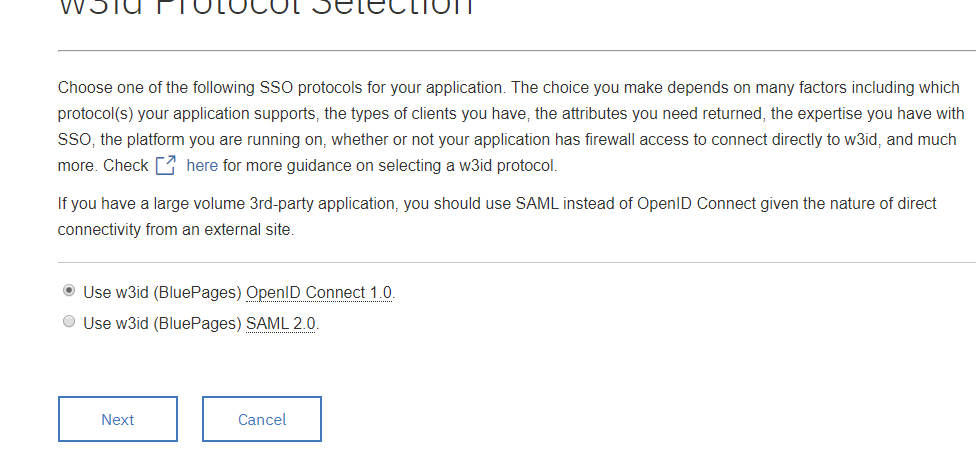 w3id Protocol Selection
Choose one of the following SSO protocols for your application. The choice you make depends on many factors including which
protocol(s) your application supports, the types of clients you have, the attributes you need returned, the expertise you have with
SSO, the platform you are running on, whether or not your application has firewall access to connect directly to w3id, and much
more. Check here for more guidance on selecting a w3id protocol.
If you have a large volume 3rd-party application, you should use SAML instead of OpenID Connect given the nature of direct
connectivity from an external site.
Use w3id (BluePages) OpenID Connect 1.0.
Use w3id (BluePages) SAML 2.0.
Next Cancel